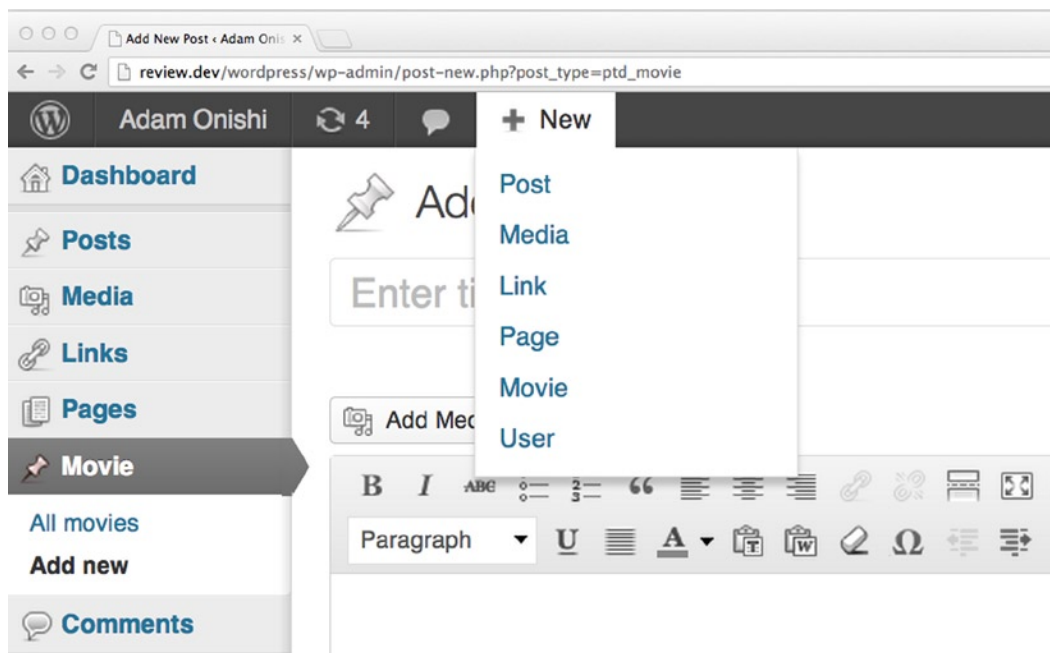 Add New Post ‹ Adam Onis
review.dev/wordpress/wp-admin/post-new.php?post_type=ptd_movie
Adam Onishi 4 + New
Dashboard
Posts
Media
Links
Pages
Movie
All movies
Add new
Comments
Post
Media
Link
Page
Movie
User
Ad
Enter ti
Add Med
B I ABC
Paragraph U A T W Ω